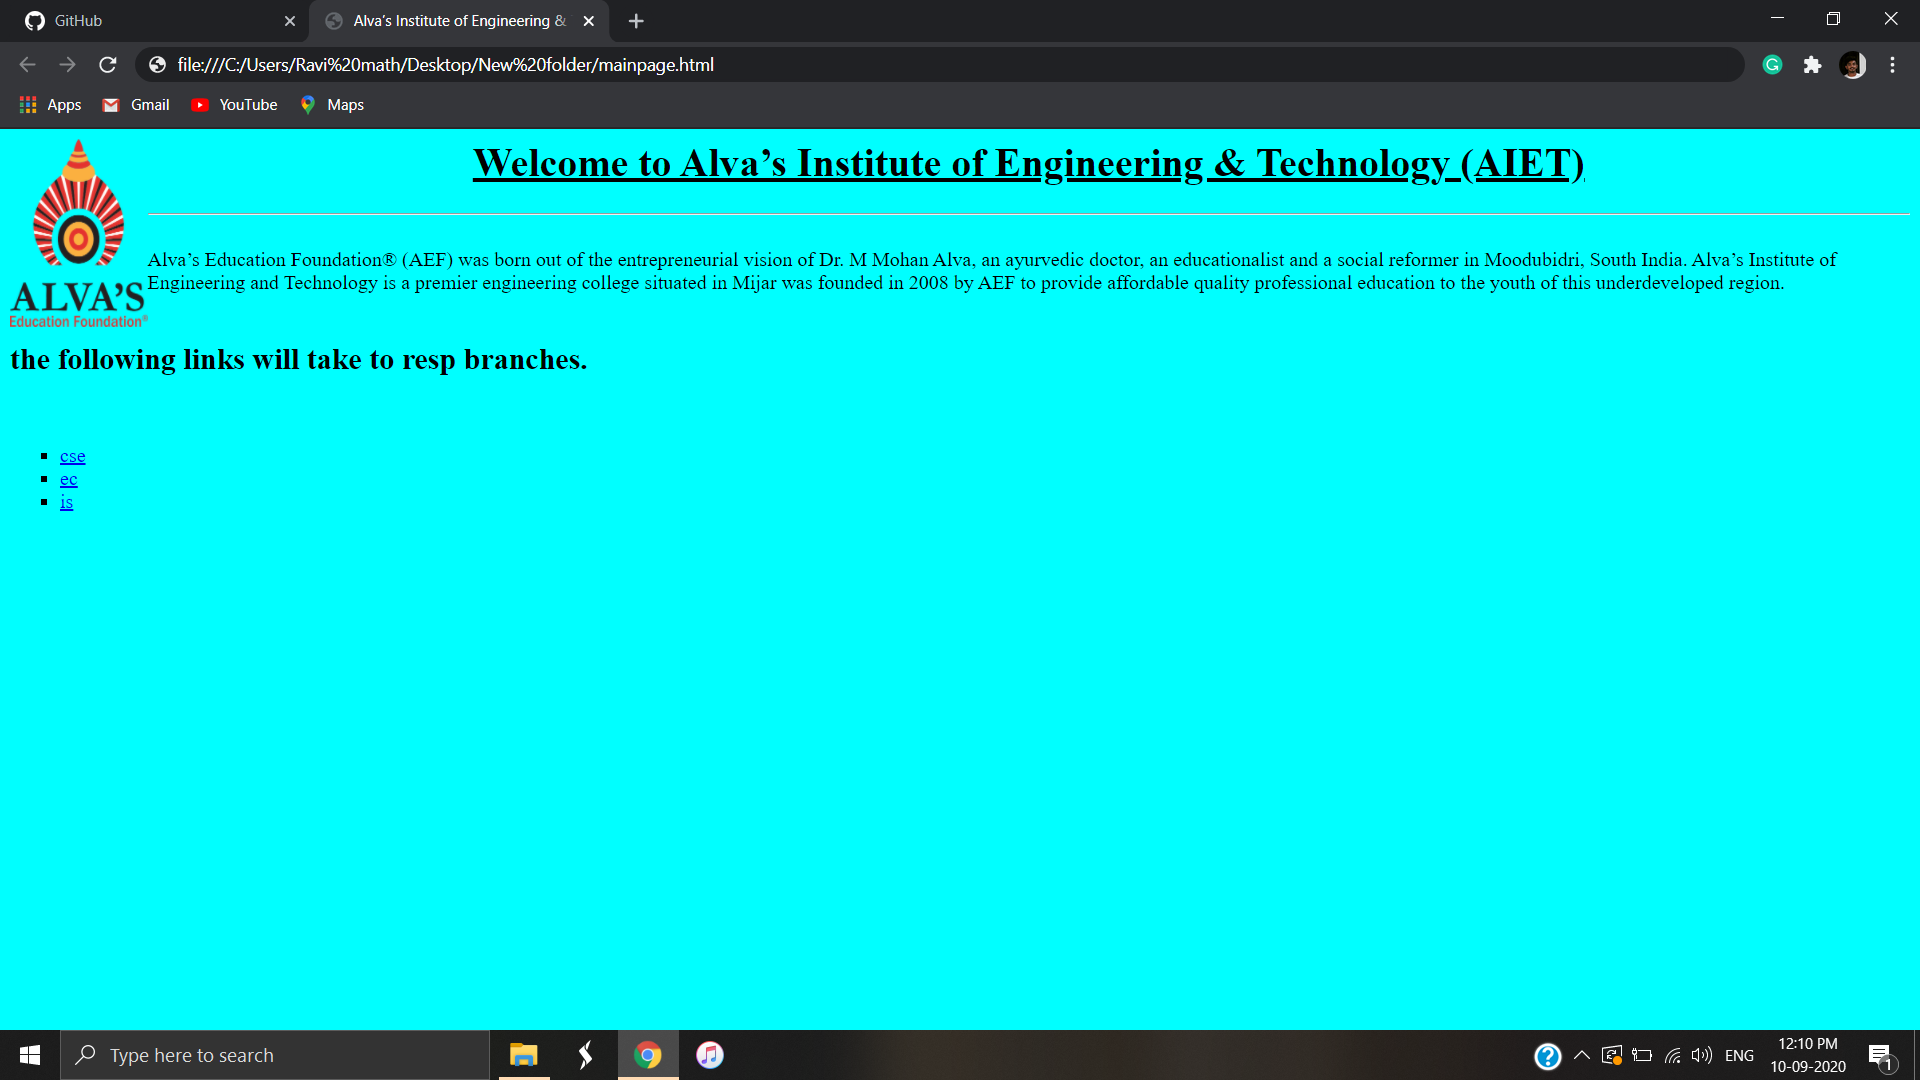 GitHub
Alva’s Institute of Engineering &
file:///C:/Users/Ravi%20math/Desktop/New%20folder/mainpage.html
Apps Gmail YouTube Maps
Welcome to Alva’s Institute of Engineering & Technology (AIET)
Alva’s Education Foundation® (AEF) was born out of the entrepreneurial vision of Dr. M Mohan Alva, an ayurvedic doctor, an educationalist and a social reformer in Moodubidri, South India. Alva’s Institute of
Engineering and Technology is a premier engineering college situated in Mijar was founded in 2008 by AEF to provide affordable quality professional education to the youth of this underdeveloped region.
ALVA’S
Education Foundation®
the following links will take to resp branches.
cse
ec
is
Type here to search
ENG
12:10 PM
10-09-2020
1